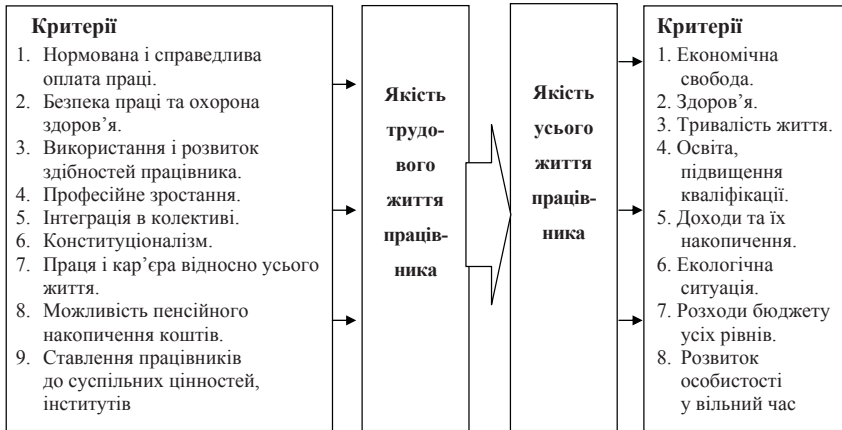 Критерії
1. Нормована і справедлива
оплата праці.
2. Безпека праці та охорона
здоров’я.
3. Використання і розвиток
здібностей працівника.
4. Професійне зростання.
5. Інтеграція в колективі.
6. Конституціоналізм.
7. Праця і кар’єра відносно усього
життя.
8. Можливість пенсійного
накопичення коштів.
9. Ставлення працівників
до суспільних цінностей,
інститутів
Якість
трудо-
вого
життя
праців-
ника
Якість
усього
життя
праців-
ника
Критерії
1. Економічна
свобода.
2. Здоров’я.
3. Тривалість життя.
4. Освіта,
підвищення
кваліфікації.
5. Доходи та їх
накопичення.
6. Екологічна
ситуація.
7. Розходи бюджету
усіх рівнів.
8. Розвиток
особистості
у вільний час